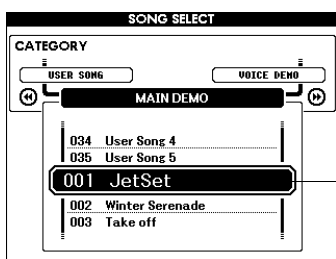 SONG SELECT
CATEGORY
USER SONG
VOICE DEMO
MAIN DEMO
034 User Song 4
035 User Song 5
001 JetSet
002 Winter Serenade
003 Take off